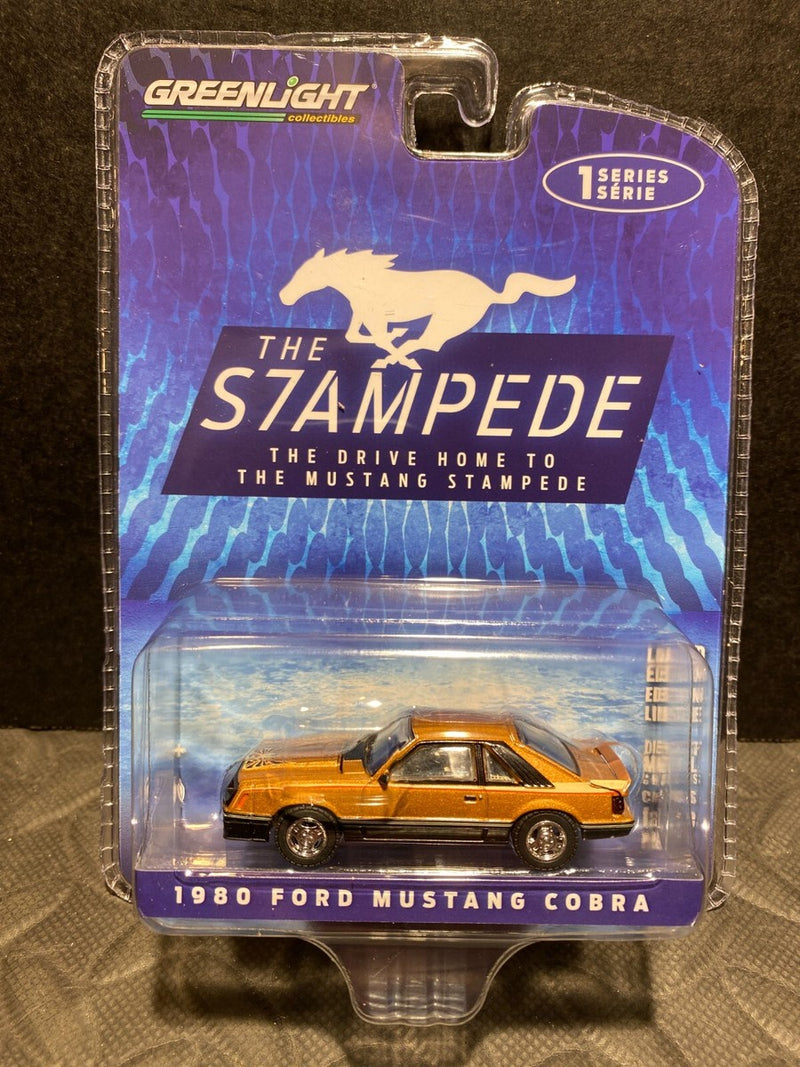 GREENLIGHT®
collectibles
1 SERIES
SÉRIE
THE
S7AMPEDE
THE DRIVE HOME TO
THE MUSTANG STAMPEDE
1980 FORD MUSTANG COBRA